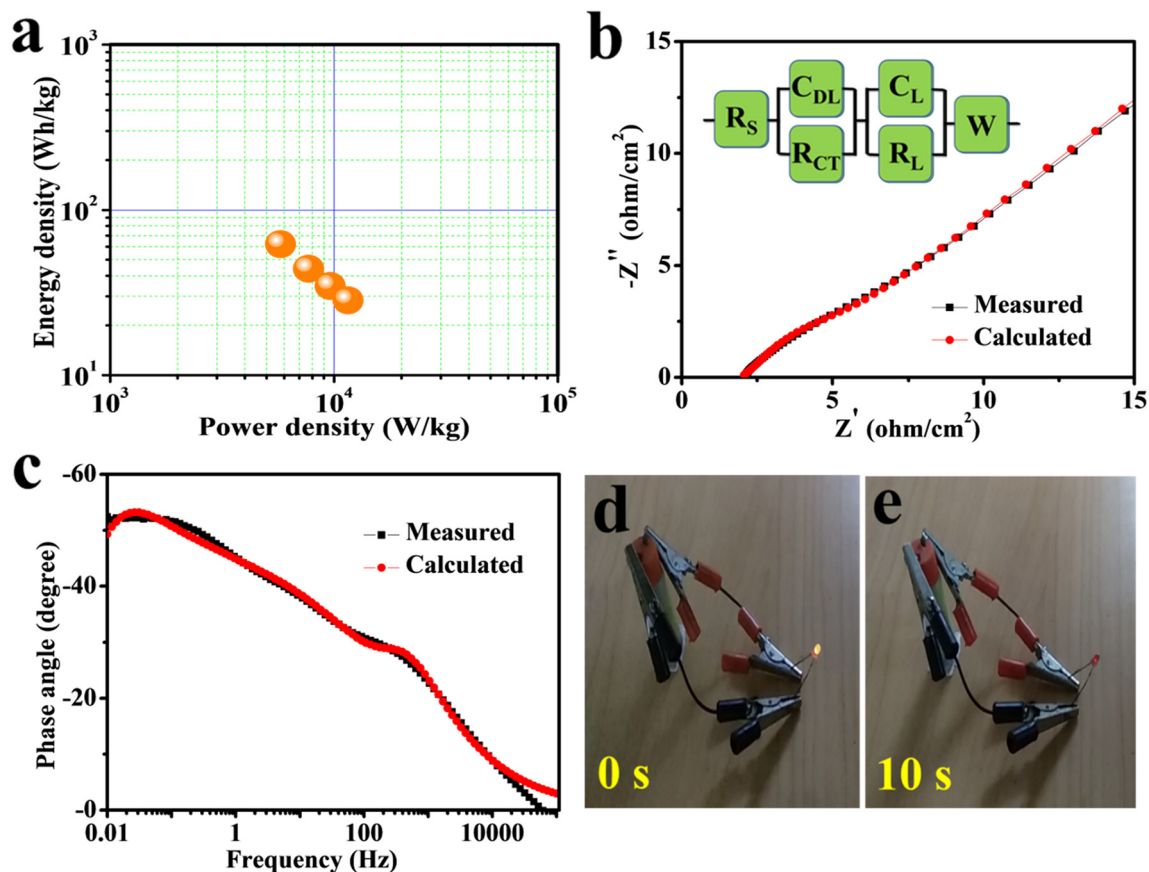 a
10³
10²
10¹
Energy density (Wh/kg)
10³
10⁴
10⁵
Power density (W/kg)
b
15
10
5
0
-Z'' (ohm/cm²)
R_S
C_DL
R_CT
C_L
R_L
W
Measured
Calculated
0
5
10
15
Z' (ohm/cm²)
c
-60
-40
-20
-0
Phase angle (degree)
Measured
Calculated
0.01
1
100
10000
Frequency (Hz)
d
0 s
e
10 s